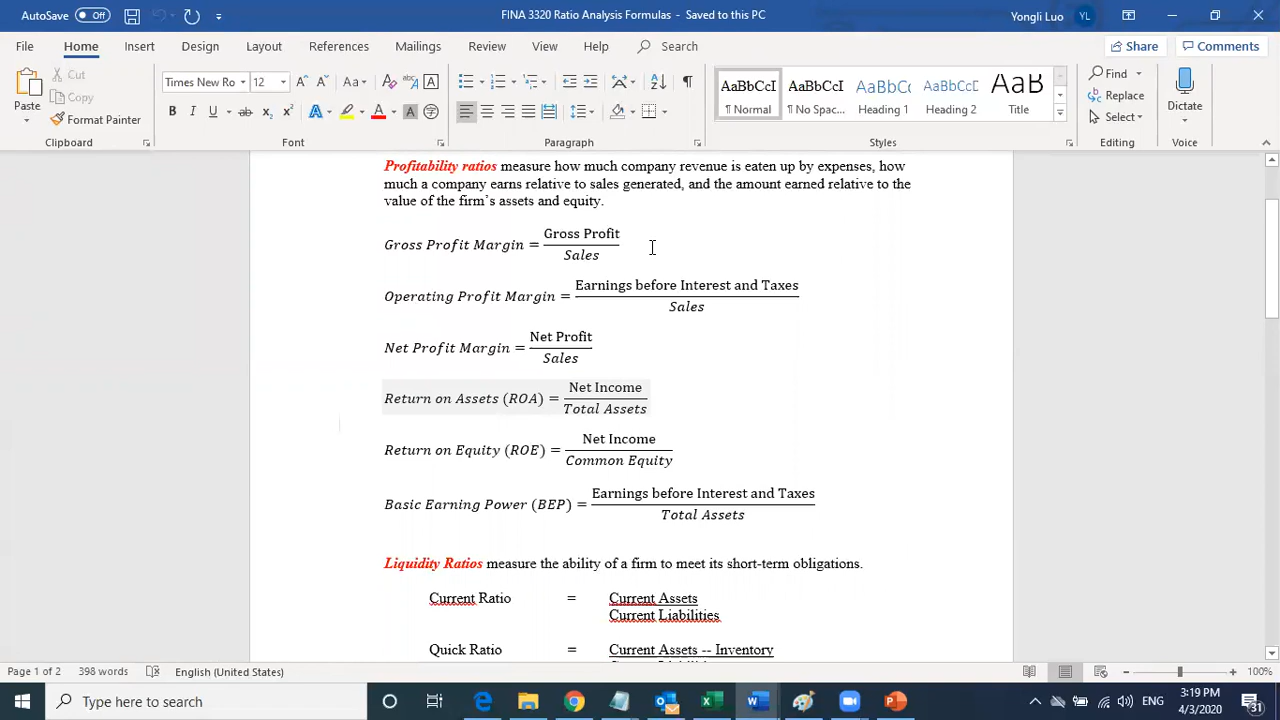 AutoSave Off FINA 3320 Ratio Analysis Formulas - Saved to this PC Yongli Luo YL
File Home Insert Design Layout References Mailings Review View Help Search Share Comments
Paste Cut Copy Format Painter
Times New Ro 12
AaBbCcI AaBbCcI AaBbCc AaBbCcI AaB
¶ Normal ¶ No Spac... Heading 1 Heading 2 Title
Find Replace Select Dictate
Clipboard Font Paragraph Styles Editing Voice
Profitability ratios measure how much company revenue is eaten up by expenses, how
much a company earns relative to sales generated, and the amount earned relative to the
value of the firm's assets and equity.
Gross Profit Margin = Gross Profit
Sales
Operating Profit Margin = Earnings before Interest and Taxes
Sales
Net Profit Margin = Net Profit
Sales
Return on Assets (ROA) = Net Income
Total Assets
Return on Equity (ROE) = Net Income
Common Equity
Basic Earning Power (BEP) = Earnings before Interest and Taxes
Total Assets
Liquidity Ratios measure the ability of a firm to meet its short-term obligations.
Current Ratio = Current Assets
Current Liabilities
Quick Ratio = Current Assets -- Inventory
Page 1 of 2 398 words English (United States) 100%
Type here to search ENG 3:19 PM
4/3/2020 31